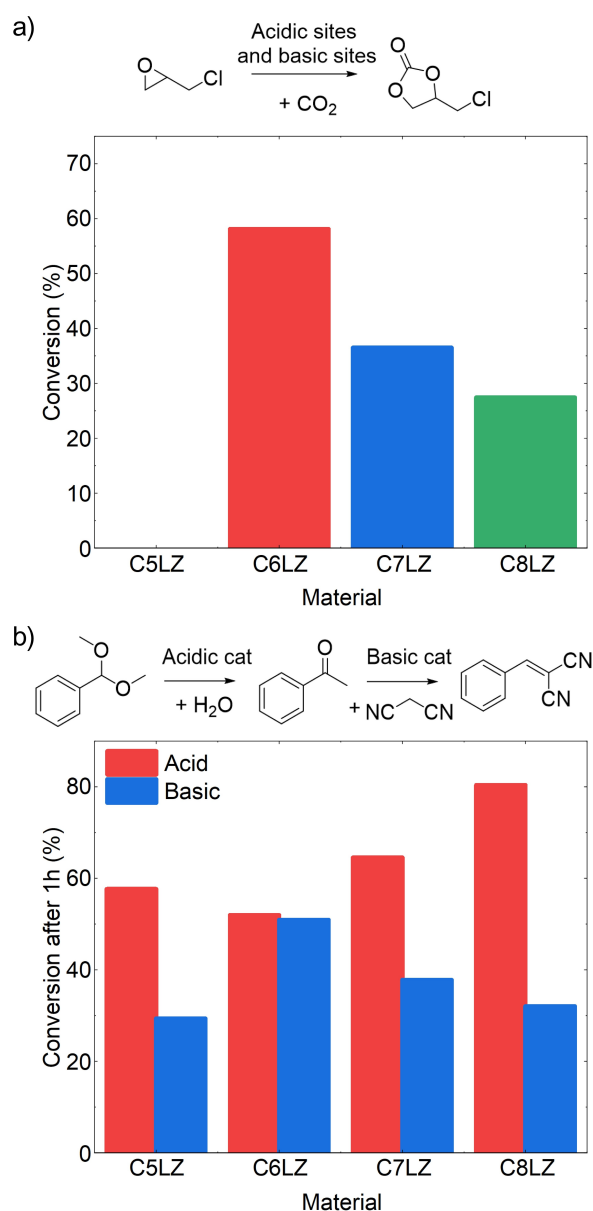 a)
Acidic sites
and basic sites
+ CO₂
O
Cl
O
O
O
Cl
70
60
50
40
30
20
10
0
Conversion (%)
C5LZ C6LZ C7LZ C8LZ
Material
b)
O
O
Acidic cat
+ H₂O
O
Basic cat
+ NC CN
CN
CN
Acid
Basic
80
60
40
20
0
Conversion after 1h (%)
C5LZ C6LZ C7LZ C8LZ
Material